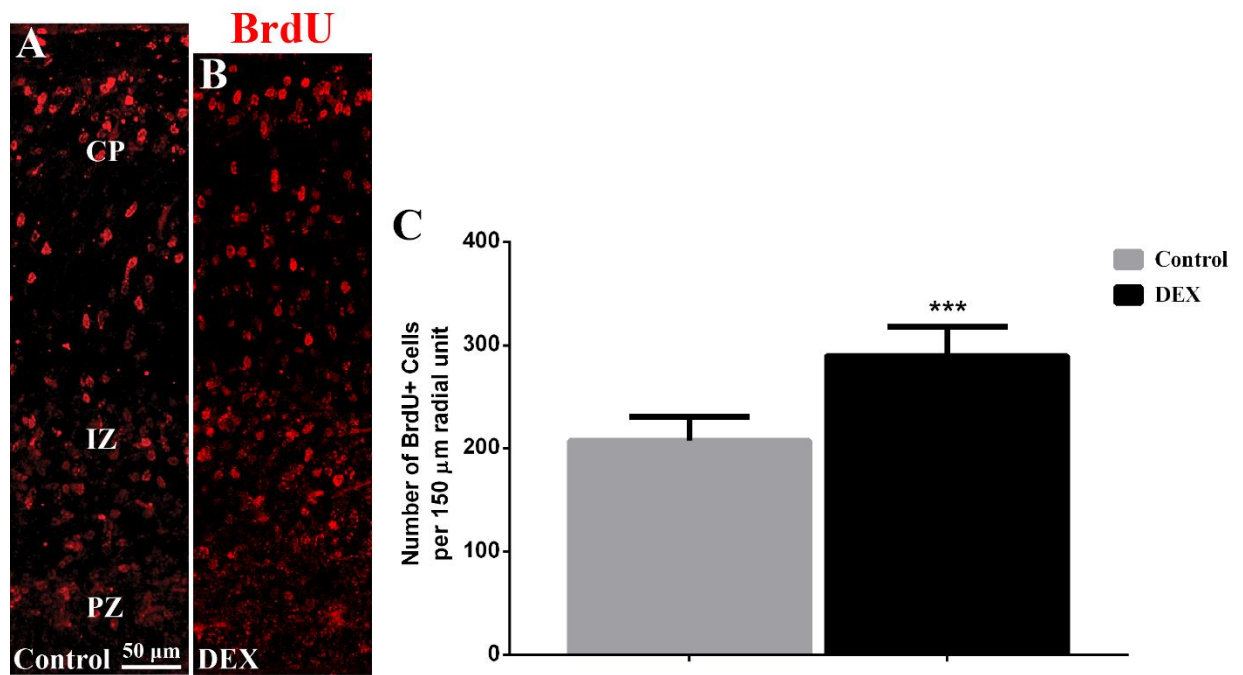 BrdU
A
B
CP
IZ
PZ
Control
50 µm
DEX
C
Number of BrdU+ Cells
per 150 µm radial unit
400
300
200
100
0
***
Control
DEX